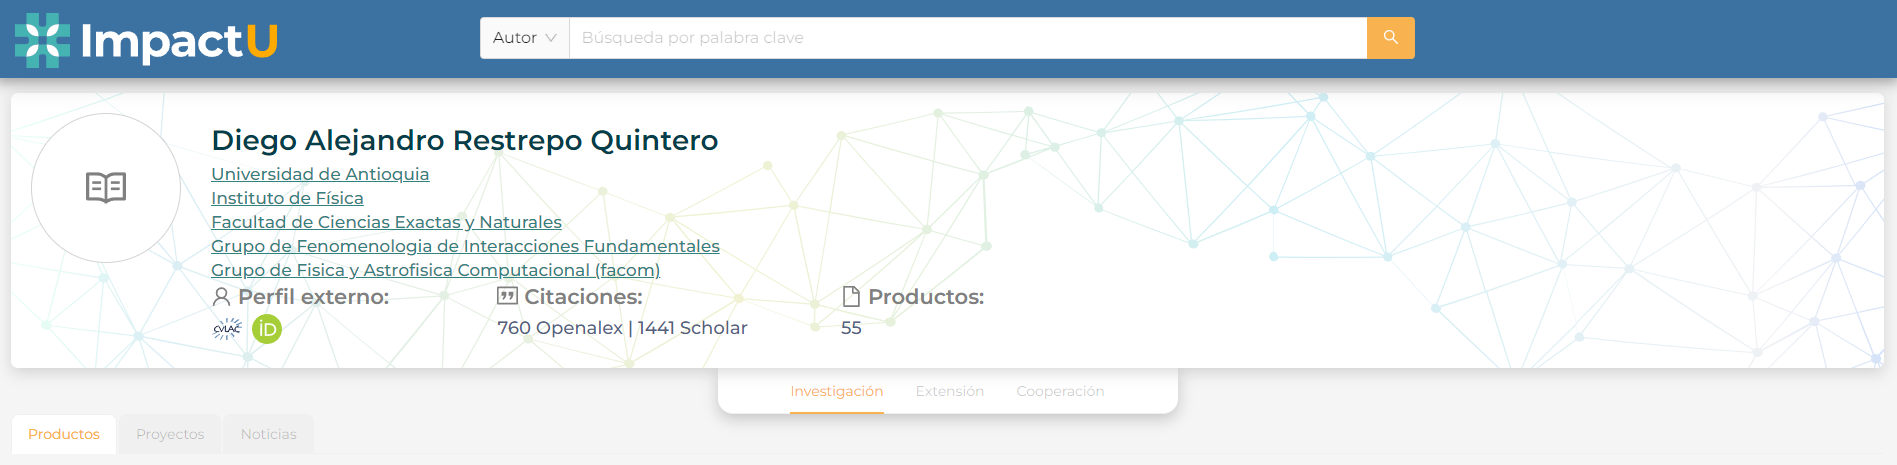 ImpactU
Autor
Búsqueda por palabra clave
Diego Alejandro Restrepo Quintero
Universidad de Antioquia
Instituto de Física
Facultad de Ciencias Exactas y Naturales
Grupo de Fenomenologia de Interacciones Fundamentales
Grupo de Fisica y Astrofisica Computacional (facom)
Perfil externo: Citaciones: Productos:
CVLAC iD 760 Openalex | 1441 Scholar 55
Investigación Extensión Cooperación
Productos Proyectos Noticias